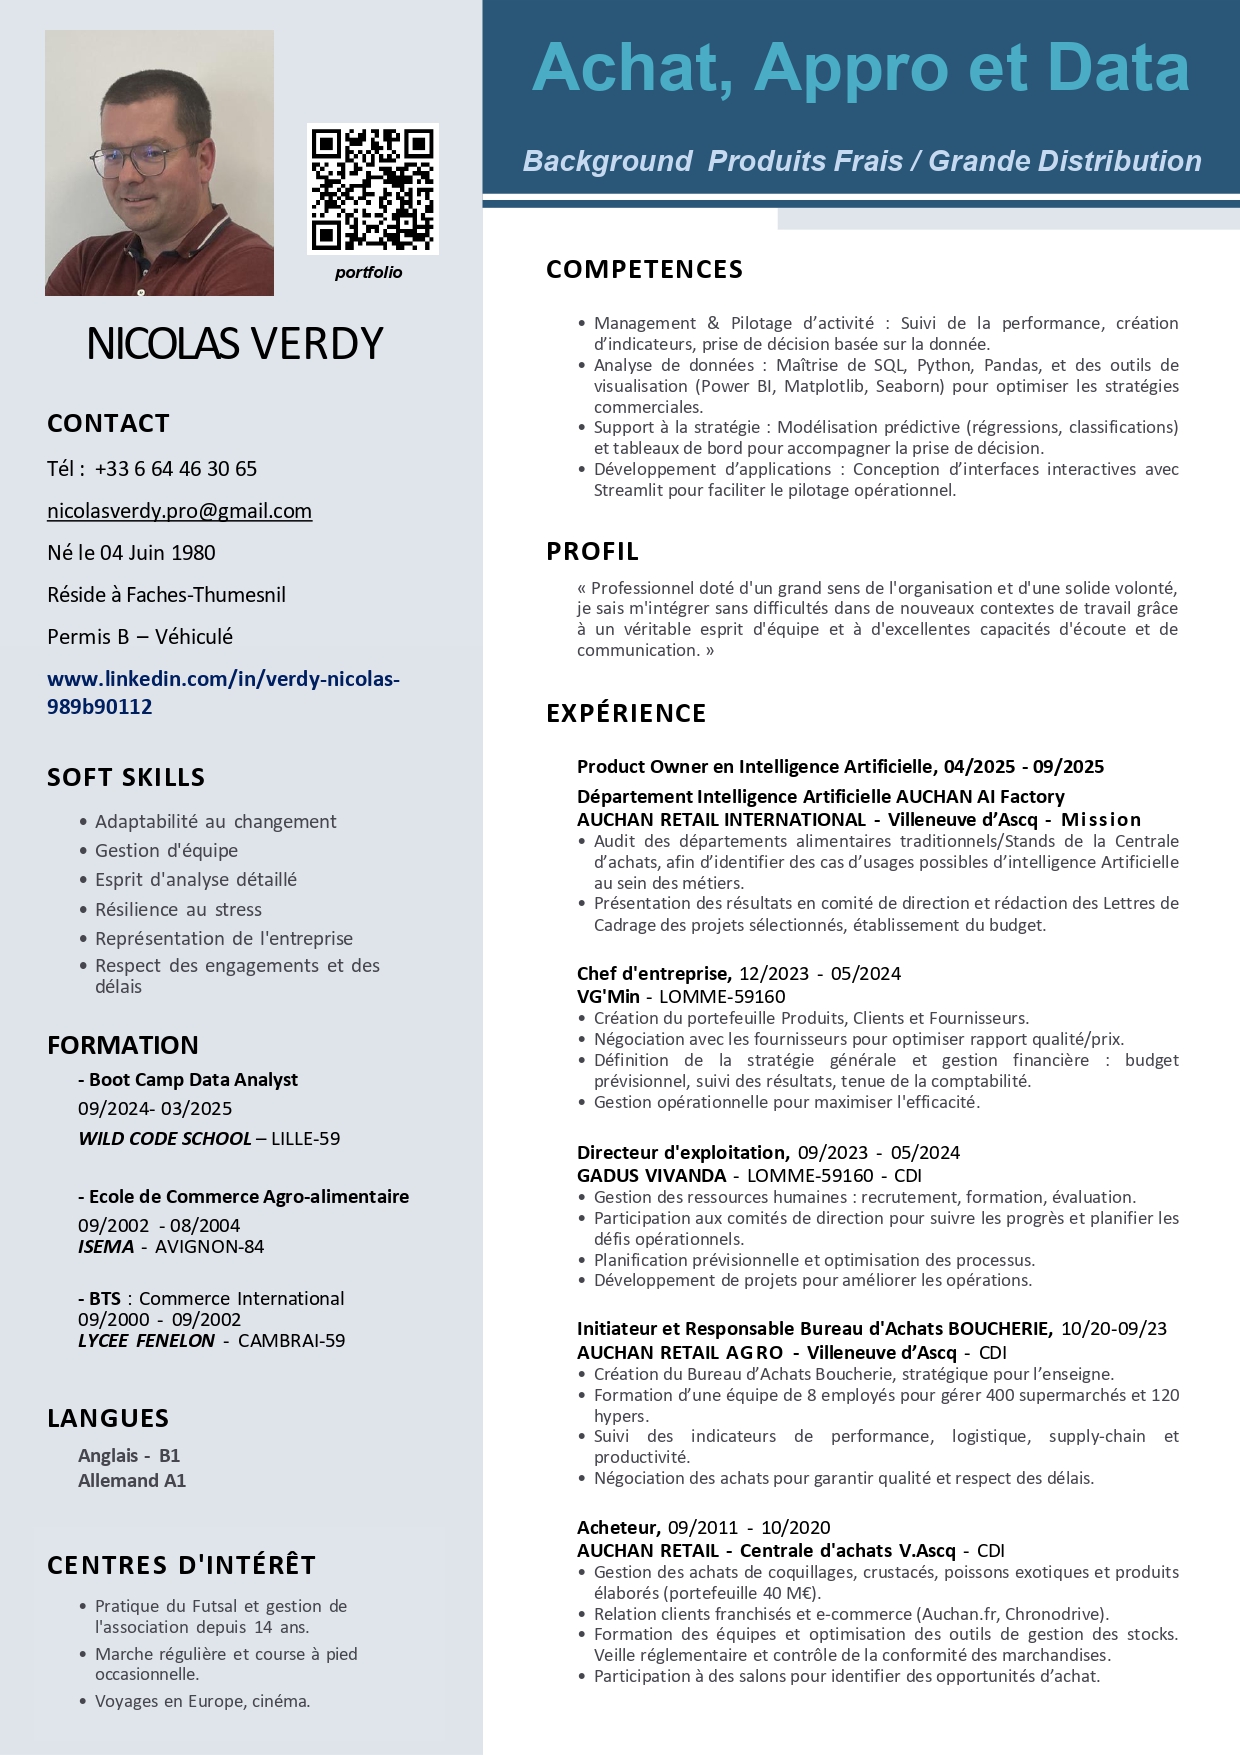 Achat, Appro et Data
Background Produits Frais / Grande Distribution
portfolio
NICOLAS VERDY
CONTACT
Tél : +33 6 64 46 30 65
nicolasverdy.pro@gmail.com
Né le 04 Juin 1980
Réside à Faches-Thumesnil
Permis B – Véhiculé
www.linkedin.com/in/verdy-nicolas-
989b90112
SOFT SKILLS
• Adaptabilité au changement
• Gestion d'équipe
• Esprit d'analyse détaillé
• Résilience au stress
• Représentation de l'entreprise
• Respect des engagements et des
délais
FORMATION
- Boot Camp Data Analyst
09/2024- 03/2025
WILD CODE SCHOOL – LILLE-59
- Ecole de Commerce Agro-alimentaire
09/2002 - 08/2004
ISEMA - AVIGNON-84
- BTS : Commerce International
09/2000 - 09/2002
LYCEE FENELON - CAMBRAI-59
LANGUES
Anglais - B1
Allemand A1
CENTRES D'INTÉRÊT
• Pratique du Futsal et gestion de
l'association depuis 14 ans.
• Marche régulière et course à pied
occasionnelle.
• Voyages en Europe, cinéma.
COMPETENCES
• Management & Pilotage d’activité : Suivi de la performance, création
d’indicateurs, prise de décision basée sur la donnée.
• Analyse de données : Maîtrise de SQL, Python, Pandas, et des outils de
visualisation (Power BI, Matplotlib, Seaborn) pour optimiser les stratégies
commerciales.
• Support à la stratégie : Modélisation prédictive (régressions, classifications)
et tableaux de bord pour accompagner la prise de décision.
• Développement d’applications : Conception d’interfaces interactives avec
Streamlit pour faciliter le pilotage opérationnel.
PROFIL
« Professionnel doté d'un grand sens de l'organisation et d'une solide volonté,
je sais m'intégrer sans difficultés dans de nouveaux contextes de travail grâce
à un véritable esprit d'équipe et à d'excellentes capacités d'écoute et de
communication. »
EXPÉRIENCE
Product Owner en Intelligence Artificielle, 04/2025 - 09/2025
Département Intelligence Artificielle AUCHAN AI Factory
AUCHAN RETAIL INTERNATIONAL - Villeneuve d’Ascq - Mission
• Audit des départements alimentaires traditionnels/Stands de la Centrale
d’achats, afin d’identifier des cas d’usages possibles d’intelligence Artificielle
au sein des métiers.
• Présentation des résultats en comité de direction et rédaction des Lettres de
Cadrage des projets sélectionnés, établissement du budget.
Chef d'entreprise, 12/2023 - 05/2024
VG'Min - LOMME-59160
• Création du portefeuille Produits, Clients et Fournisseurs.
• Négociation avec les fournisseurs pour optimiser rapport qualité/prix.
• Définition de la stratégie générale et gestion financière : budget
prévisionnel, suivi des résultats, tenue de la comptabilité.
• Gestion opérationnelle pour maximiser l'efficacité.
Directeur d'exploitation, 09/2023 - 05/2024
GADUS VIVANDA - LOMME-59160 - CDI
• Gestion des ressources humaines : recrutement, formation, évaluation.
• Participation aux comités de direction pour suivre les progrès et planifier les
défis opérationnels.
• Planification prévisionnelle et optimisation des processus.
• Développement de projets pour améliorer les opérations.
Initiateur et Responsable Bureau d'Achats BOUCHERIE, 10/20-09/23
AUCHAN RETAIL AGRO - Villeneuve d’Ascq - CDI
• Création du Bureau d’Achats Boucherie, stratégique pour l’enseigne.
• Formation d’une équipe de 8 employés pour gérer 400 supermarchés et 120
hypers.
• Suivi des indicateurs de performance, logistique, supply-chain et
productivité.
• Négociation des achats pour garantir qualité et respect des délais.
Acheteur, 09/2011 - 10/2020
AUCHAN RETAIL - Centrale d'achats V.Ascq - CDI
• Gestion des achats de coquillages, crustacés, poissons exotiques et produits
élaborés (portefeuille 40 M€).
• Relation clients franchisés et e-commerce (Auchan.fr, Chronodrive).
• Formation des équipes et optimisation des outils de gestion des stocks.
Veille réglementaire et contrôle de la conformité des marchandises.
• Participation à des salons pour identifier des opportunités d’achat.